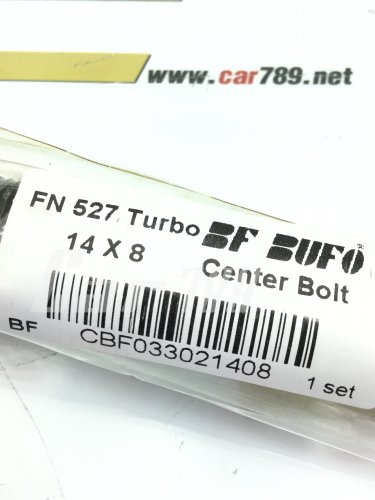 www.car789.net
FN 527 Turbo BF BUFO®
14 X 8 Center Bolt
BF CBF033021408 1 set